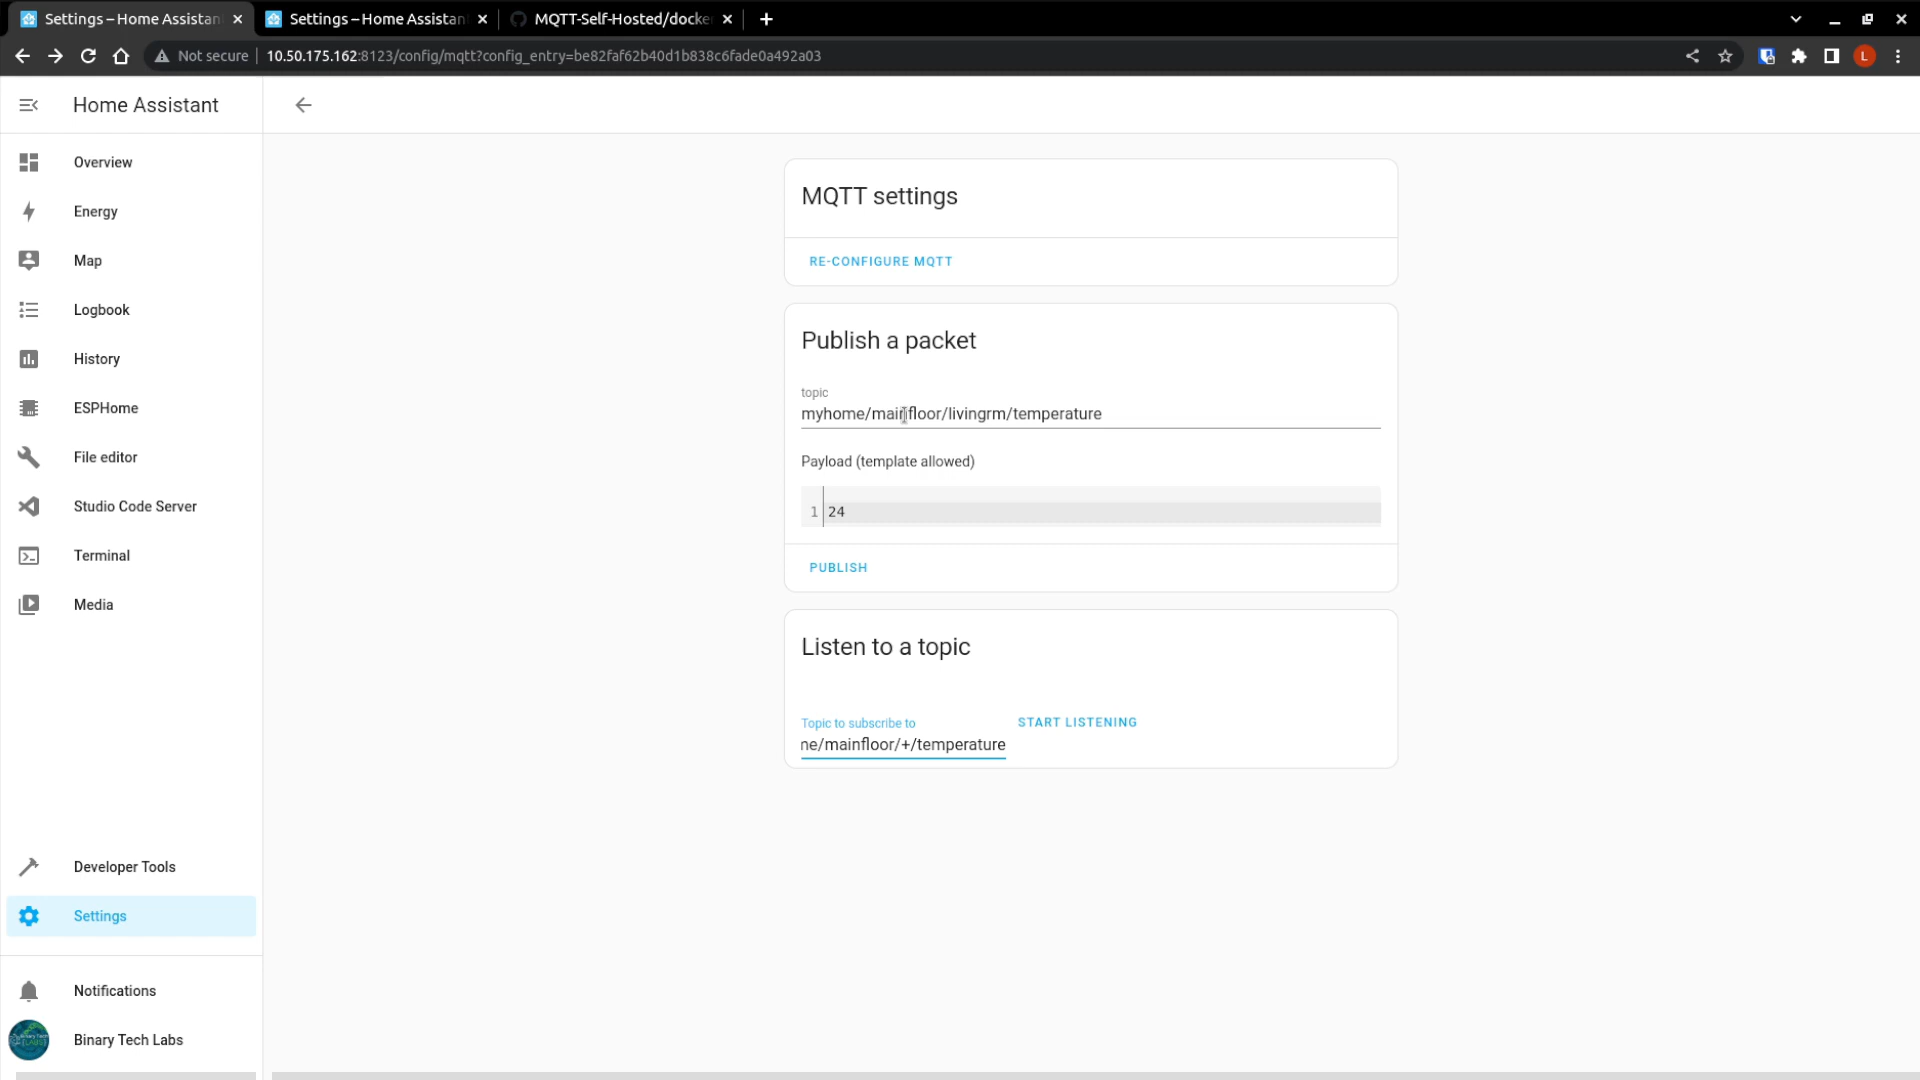 Settings – Home Assistan
Settings – Home Assistan
MQTT-Self-Hosted/docke
Not secure
10.50.175.162:8123/config/mqtt?config_entry=be82faf62b40d1b838c6fade0a492a03
L
Home Assistant
Overview
Energy
Map
Logbook
History
ESPHome
File editor
Studio Code Server
Terminal
Media
Developer Tools
Settings
Notifications
Binary Tech Labs
MQTT settings
RE-CONFIGURE MQTT
Publish a packet
topic
myhome/mainfloor/livingrm/temperature
Payload (template allowed)
1 24
PUBLISH
Listen to a topic
Topic to subscribe to
ne/mainfloor/+/temperature
START LISTENING